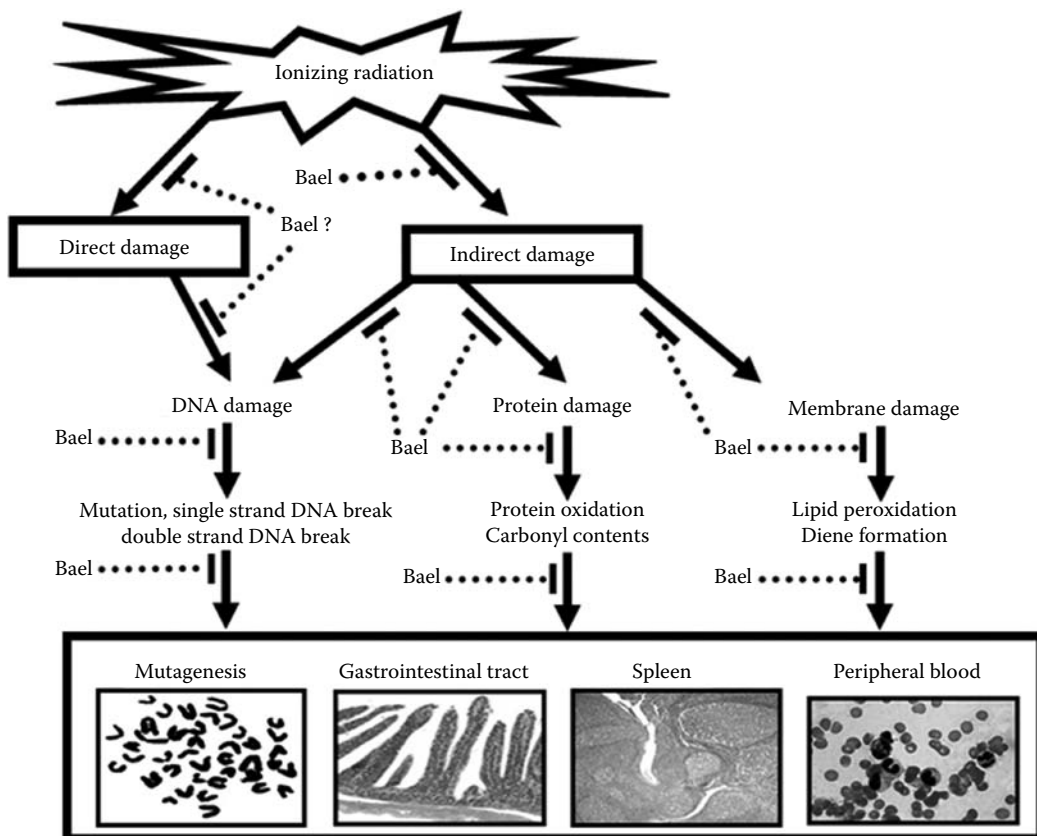 Ionizing radiation
Bael
Bael ?
Direct damage
Indirect damage
DNA damage
Protein damage
Membrane damage
Bael
Bael
Bael
Mutation, single strand DNA break
double strand DNA break
Protein oxidation
Carbonyl contents
Lipid peroxidation
Diene formation
Bael
Bael
Bael
Mutagenesis
Gastrointestinal tract
Spleen
Peripheral blood